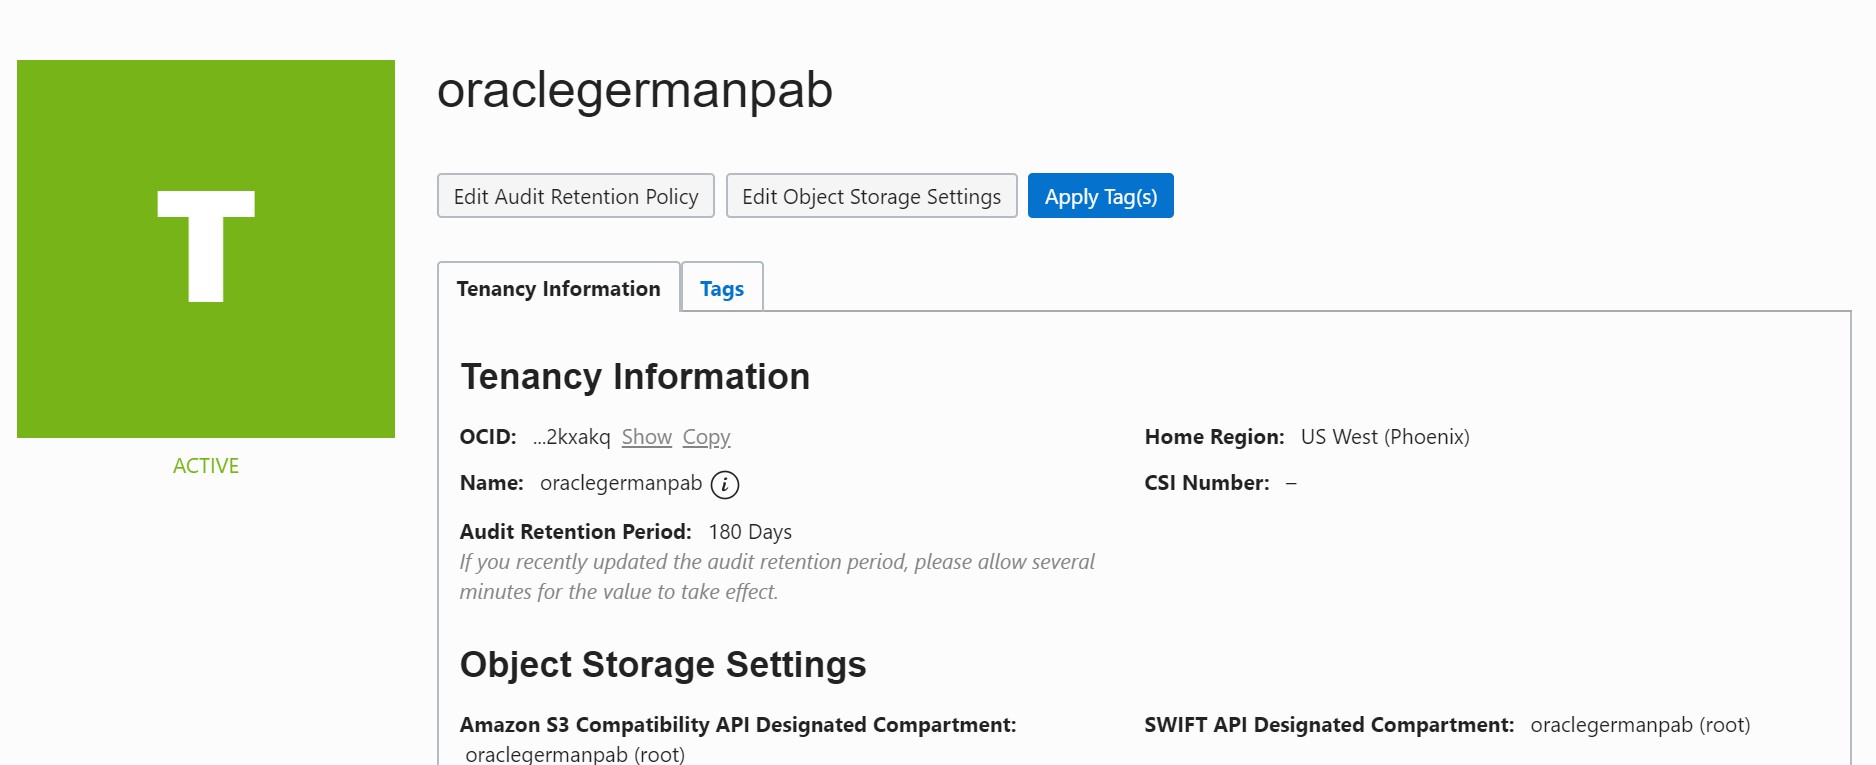 oraclegermanpab
T
ACTIVE
Edit Audit Retention Policy
Edit Object Storage Settings
Apply Tag(s)
Tenancy Information
Tags
Tenancy Information
OCID: ...2kxakq Show Copy
Home Region: US West (Phoenix)
Name: oraclegermanpab i
CSI Number: –
Audit Retention Period: 180 Days
If you recently updated the audit retention period, please allow several
minutes for the value to take effect.
Object Storage Settings
Amazon S3 Compatibility API Designated Compartment:
oraclegermanpab (root)
SWIFT API Designated Compartment: oraclegermanpab (root)